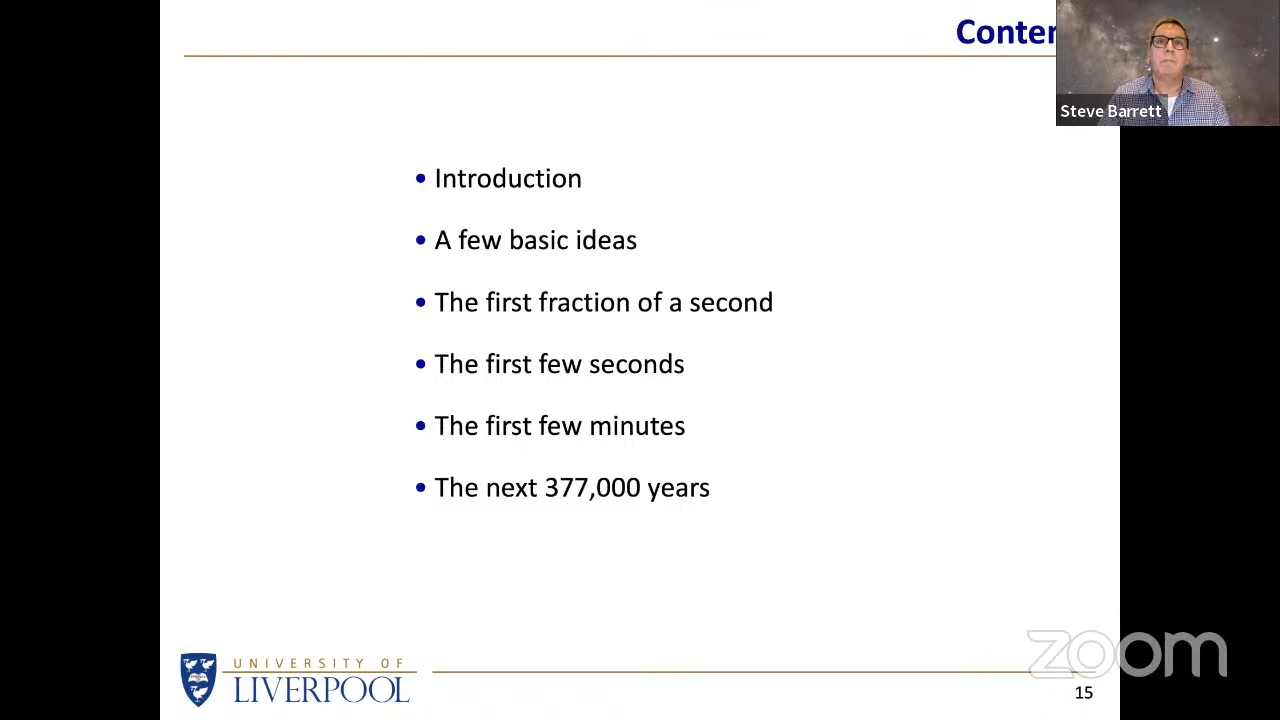 Conten
Steve Barrett
• Introduction
• A few basic ideas
• The first fraction of a second
• The first few seconds
• The first few minutes
• The next 377,000 years
UNIVERSITY OF
LIVERPOOL
zoom
15